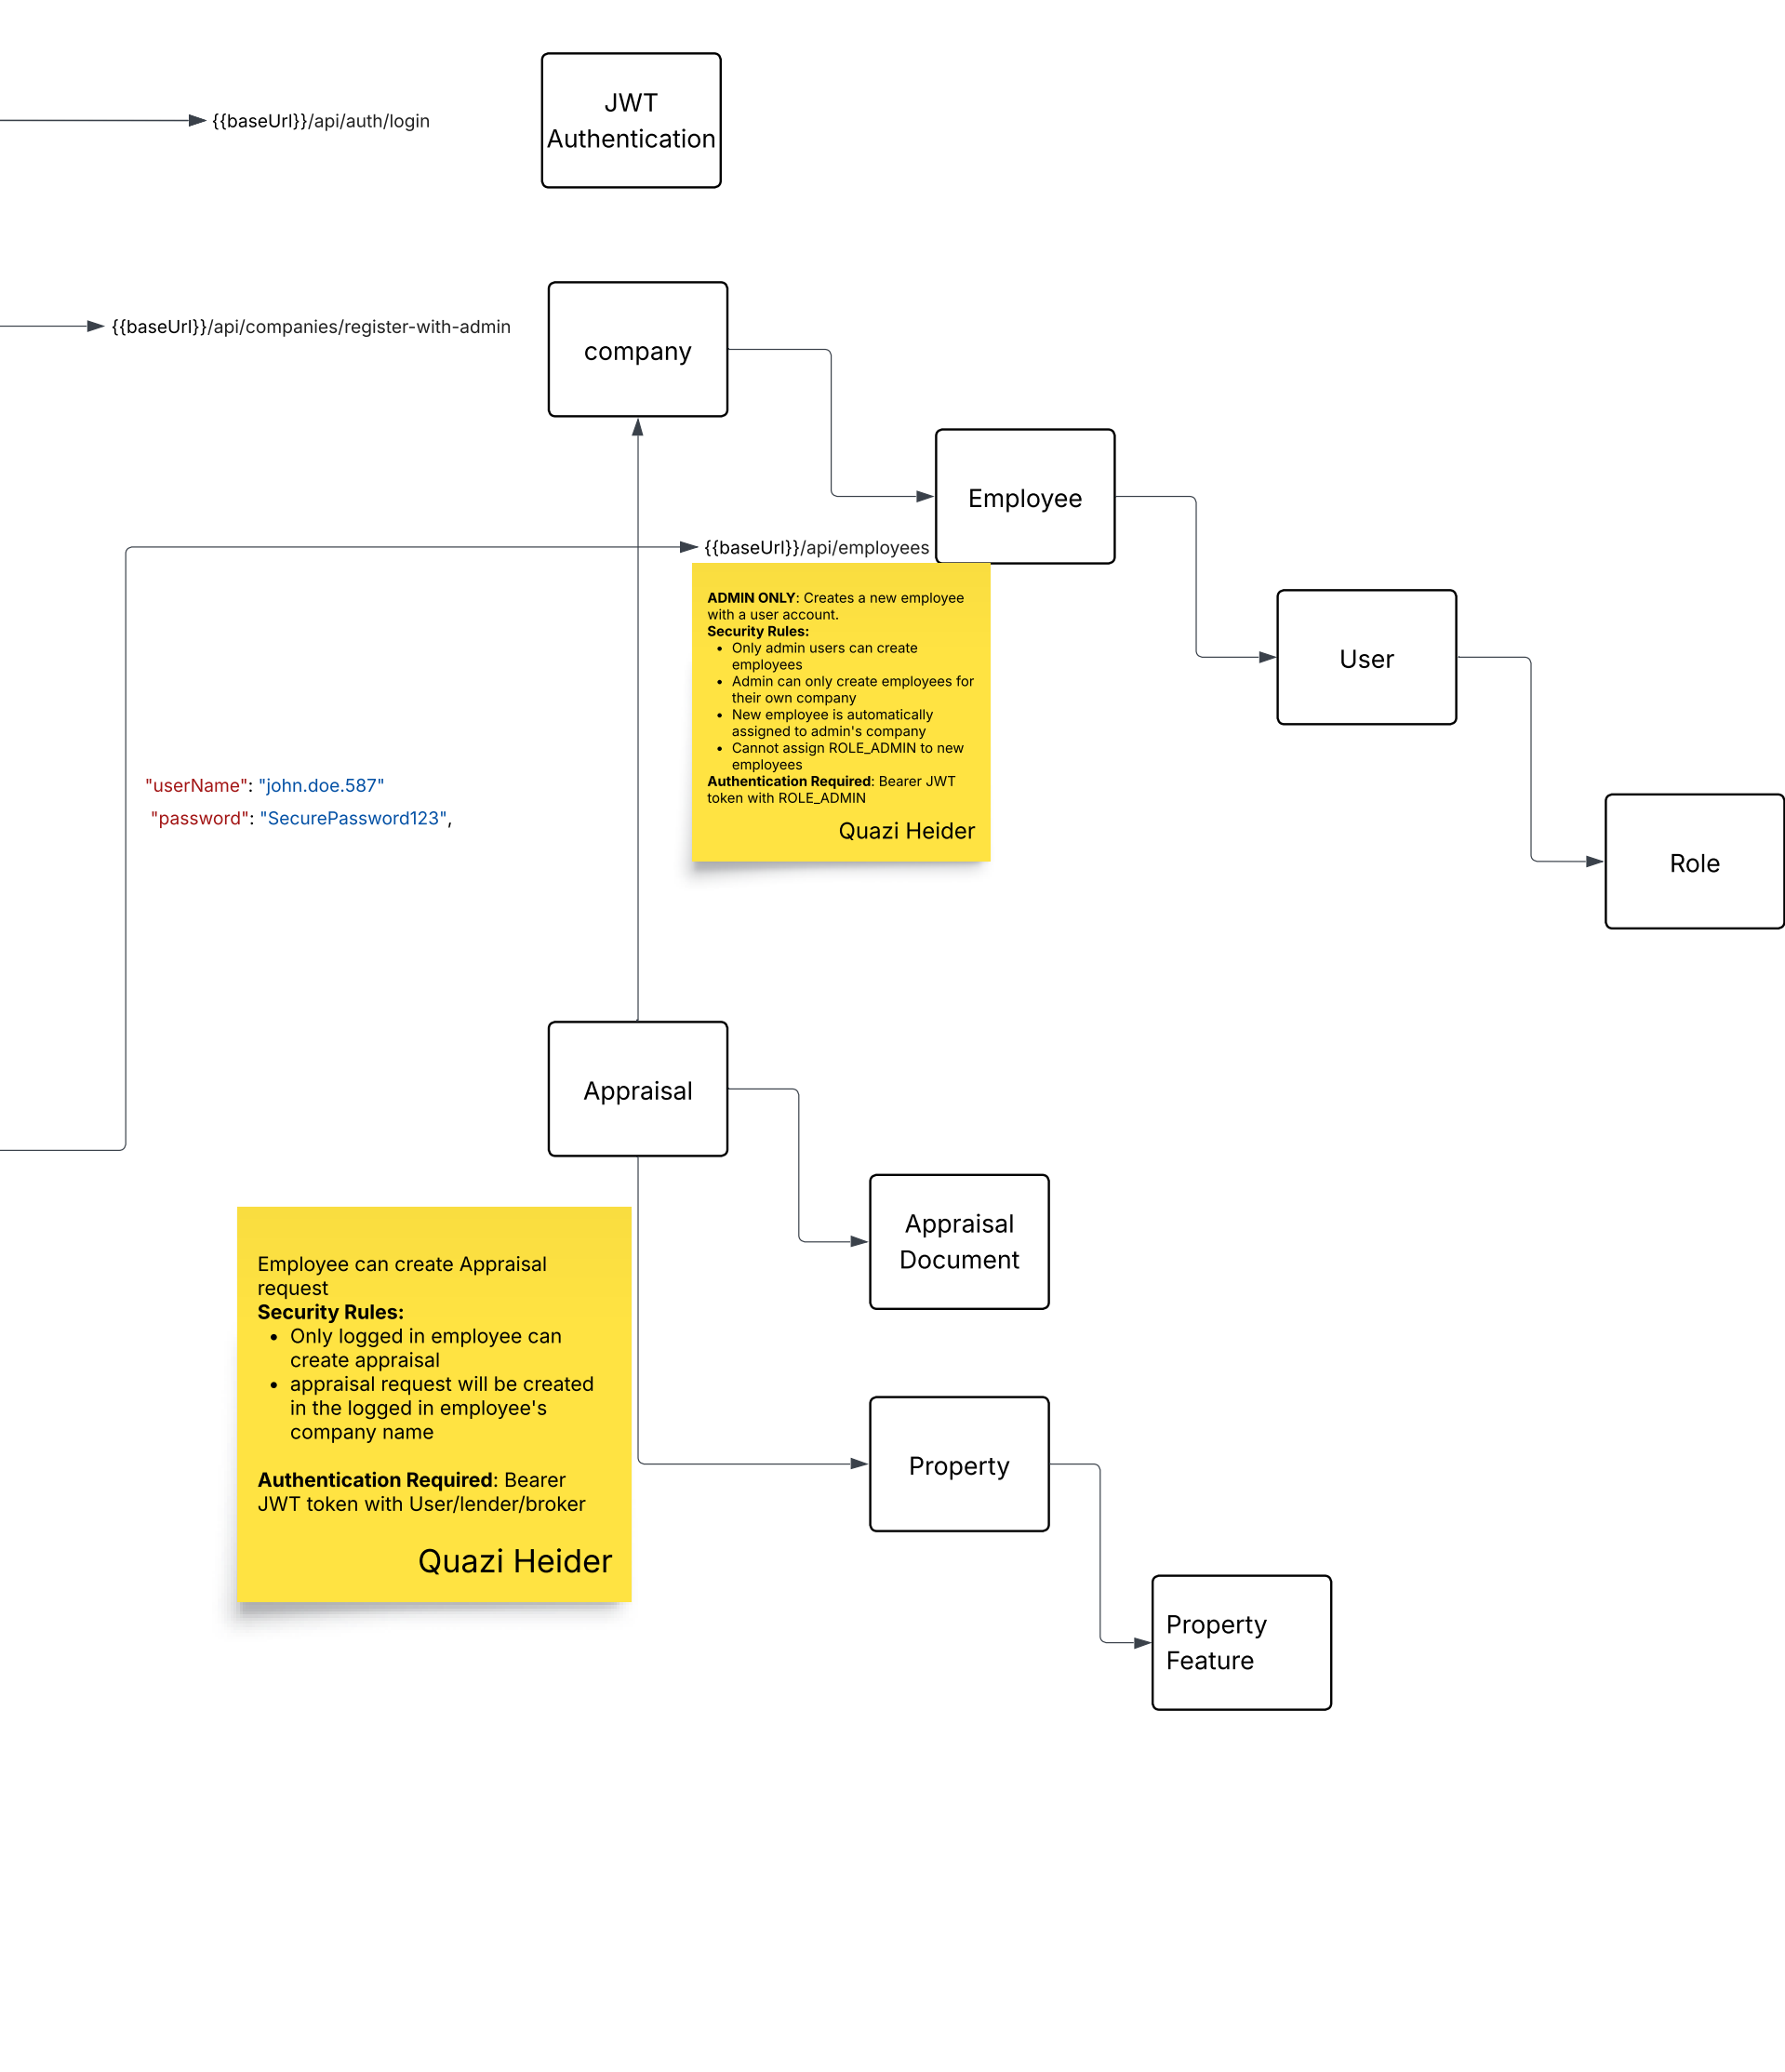 JWT
Authentication
{{baseUrl}}/api/auth/login
{{baseUrl}}/api/companies/register-with-admin
company
Employee
{{baseUrl}}/api/employees
ADMIN ONLY: Creates a new employee
with a user account.
Security Rules:
• Only admin users can create
employees
• Admin can only create employees for
their own company
• New employee is automatically
assigned to admin's company
• Cannot assign ROLE_ADMIN to new
employees
Authentication Required: Bearer JWT
token with ROLE_ADMIN
Quazi Heider
User
"userName": "john.doe.587"
"password": "SecurePassword123",
Role
Appraisal
Appraisal
Document
Employee can create Appraisal
request
Security Rules:
• Only logged in employee can
create appraisal
• appraisal request will be created
in the logged in employee's
company name
Authentication Required: Bearer
JWT token with User/lender/broker
Quazi Heider
Property
Property
Feature